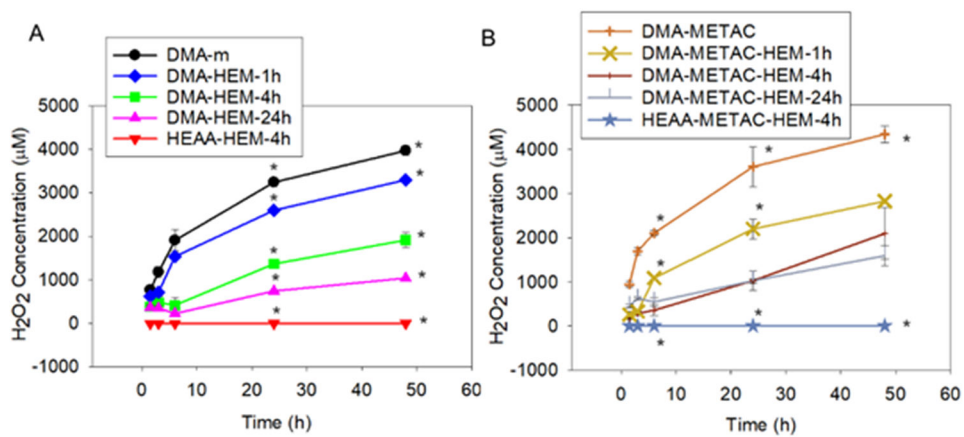 A
DMA-m
DMA-HEM-1h
DMA-HEM-4h
DMA-HEM-24h
HEAA-HEM-4h
H2O2 Concentration (μM)
5000
4000
3000
2000
1000
0
-1000
0 10 20 30 40 50 60
Time (h)
* * * * * * * * * *
B
DMA-METAC
DMA-METAC-HEM-1h
DMA-METAC-HEM-4h
DMA-METAC-HEM-24h
HEAA-METAC-HEM-4h
H2O2 Concentration (μM)
5000
4000
3000
2000
1000
0
-1000
0 10 20 30 40 50 60
Time (h)
* * * * * * * *